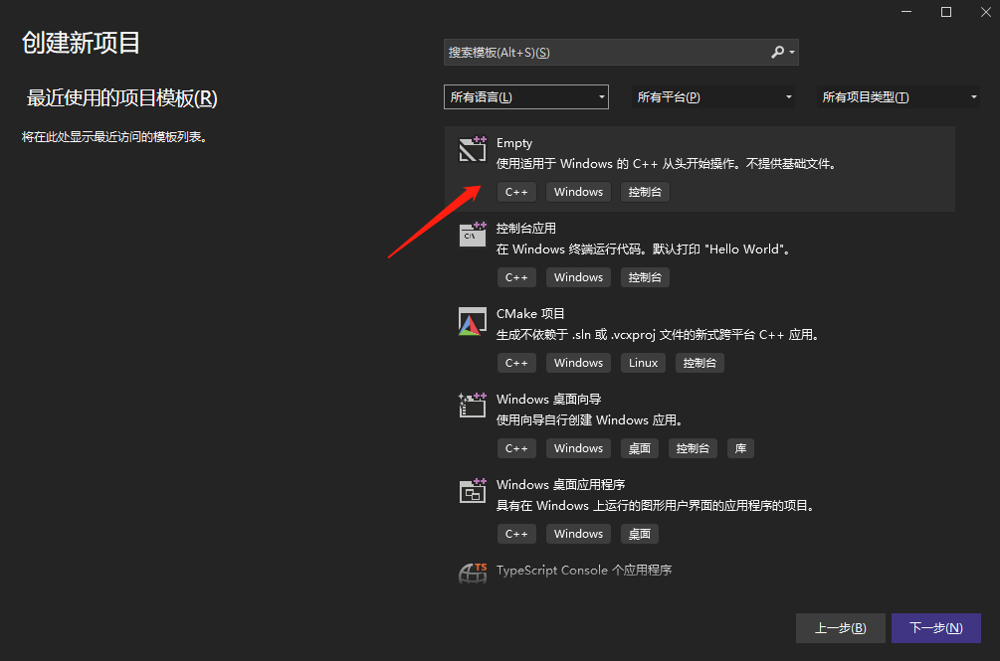 创建新项目
最近使用的项目模板(R)
将在此处显示最近访问的模板列表。
搜索模板(Alt+S)(S)
所有语言(L) 所有平台(P) 所有项目类型(T)
Empty
使用适用于 Windows 的 C++ 从头开始操作。不提供基础文件。
C++ Windows 控制台
控制台应用
在 Windows 终端运行代码。默认打印 "Hello World"。
C++ Windows 控制台
CMake 项目
生成不依赖于 .sln 或 .vcxproj 文件的新式跨平台 C++ 应用。
C++ Windows Linux 控制台
Windows 桌面向导
使用向导自行创建 Windows 应用。
C++ Windows 桌面 控制台 库
Windows 桌面应用程序
具有在 Windows 上运行的图形用户界面的应用程序的项目。
C++ Windows 桌面
TS TypeScript Console 个应用程序
上一步(B) 下一步(N)